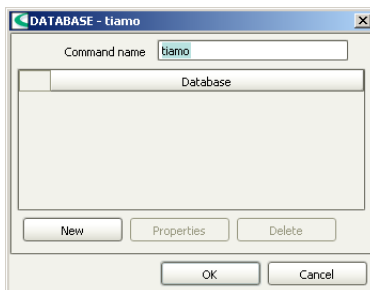 DATABASE - tiamo
Command name tiamo
Database
New Properties Delete
OK Cancel